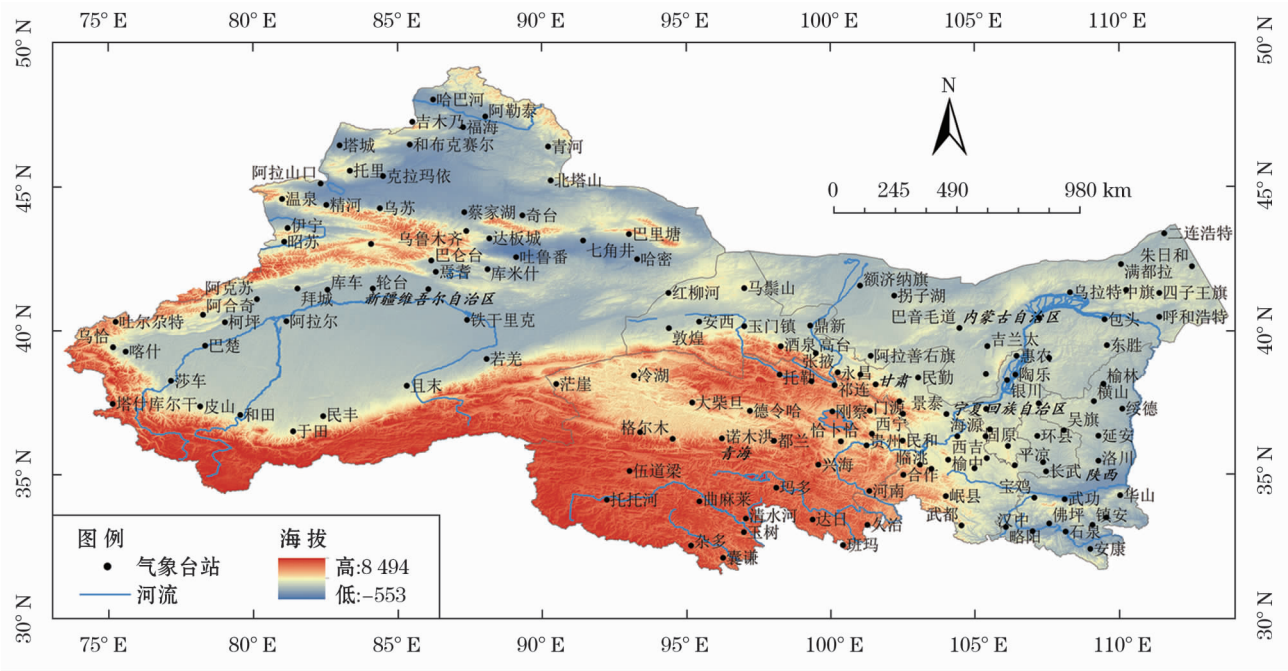 75° E 80° E 85° E 90° E 95° E 100° E 105° E 110° E
50° N 50° N
N
哈巴河
阿勒泰
吉木乃
福海
塔城
和布克赛尔
青河
阿拉山口
托里
克拉玛依
北塔山
0 245 490 980 km
45° N 45° N
温泉
精河
乌苏
蔡家湖
奇台
伊宁
昭苏
乌鲁木齐
达板城
巴里塘
七角井
二连浩特
巴仑台
吐鲁番
哈密
朱日和
满都拉
焉耆
库米什
额济纳旗
阿克苏
库车
轮台
红柳河
马鬃山
拐子湖
乌拉特中旗
四子王旗
阿合奇
拜城
新疆维吾尔自治区
巴音毛道
内蒙古自治区
吐尔尔特
柯坪
阿拉尔
铁干里克
安西
玉门镇
鼎新
包头
呼和浩特
40° N 40° N
乌恰
敦煌
酒泉
高台
吉兰太
喀什
巴楚
若羌
张掖
阿拉善右旗
惠农
东胜
莎车
且末
茫崖
冷湖
托勒
永昌
甘肃
民勤
陶乐
榆林
祁连
银川
横山
塔什库尔干
皮山
和田
民丰
大柴旦
德令哈
刚察
门源
景泰
宁夏回族自治区
绥德
于田
格尔木
诺木洪
恰卜恰
西宁
海源
吴旗
都兰
贵州
民和
固原
环县
延安
青海
西吉
伍道梁
兴海
临洮
榆中
平凉
长武
洛川
35° N 35° N
合作
陕西
托托河
曲麻莱
玛多
河南
岷县
宝鸡
武功
华山
清水河
达日
久治
武都
汉中
佛坪
镇安
玉树
略阳
石泉
杂多
班玛
安康
囊谦
图例
海拔
气象台站
高:8 494
河流
低:-553
30° N 30° N
75° E 80° E 85° E 90° E 95° E 100° E 105° E 110° E